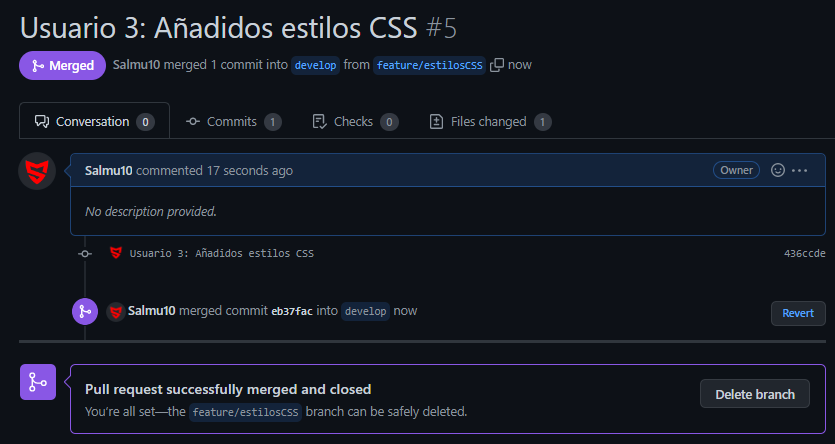 Usuario 3: Añadidos estilos CSS #5
Merged Salmu10 merged 1 commit into develop from feature/estilosCSS now
Conversation 0 Commits 1 Checks 0 Files changed 1
Salmu10 commented 17 seconds ago Owner
No description provided.
Usuario 3: Añadidos estilos CSS 436ccde
Salmu10 merged commit eb37fac into develop now Revert
Pull request successfully merged and closed
You're all set—the feature/estilosCSS branch can be safely deleted.
Delete branch